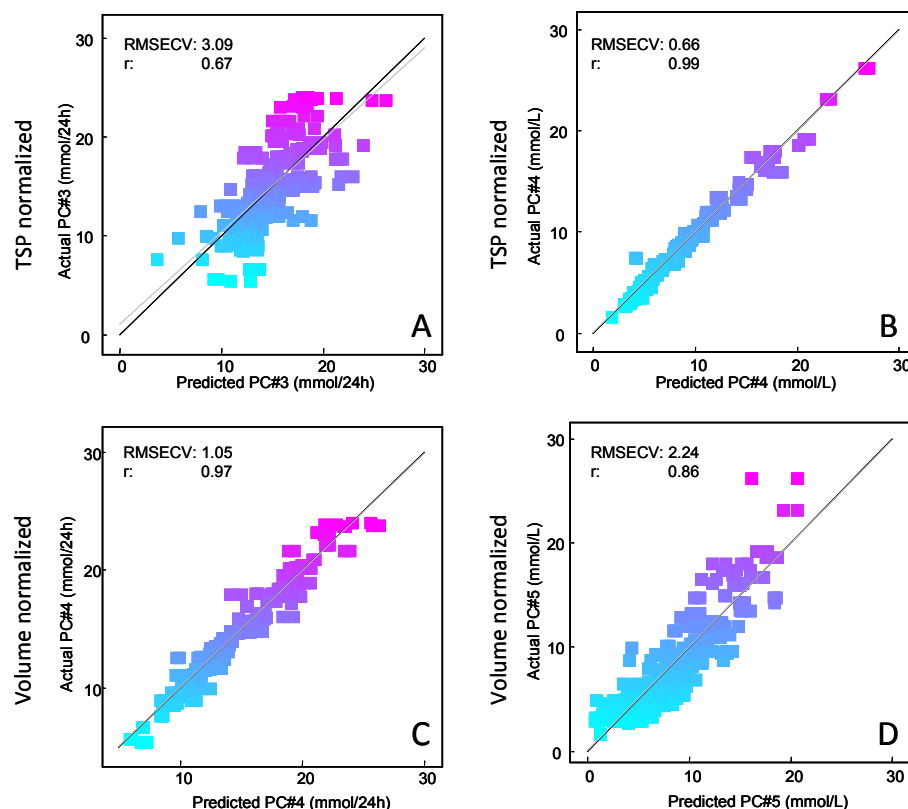 RMSECV: 3.09
r: 0.67
TSP normalized
Actual PC#3 (mmol/24h)
30
20
10
0
A
0 10 20 30
Predicted PC#3 (mmol/24h)
RMSECV: 0.66
r: 0.99
TSP normalized
Actual PC#4 (mmol/L)
30
20
10
0
B
0 10 20 30
Predicted PC#4 (mmol/L)
RMSECV: 1.05
r: 0.97
Volume normalized
Actual PC#4 (mmol/24h)
30
20
10
C
10 20 30
Predicted PC#4 (mmol/24h)
RMSECV: 2.24
r: 0.86
Volume normalized
Actual PC#5 (mmol/L)
30
20
10
0
D
0 10 20 30
Predicted PC#5 (mmol/L)